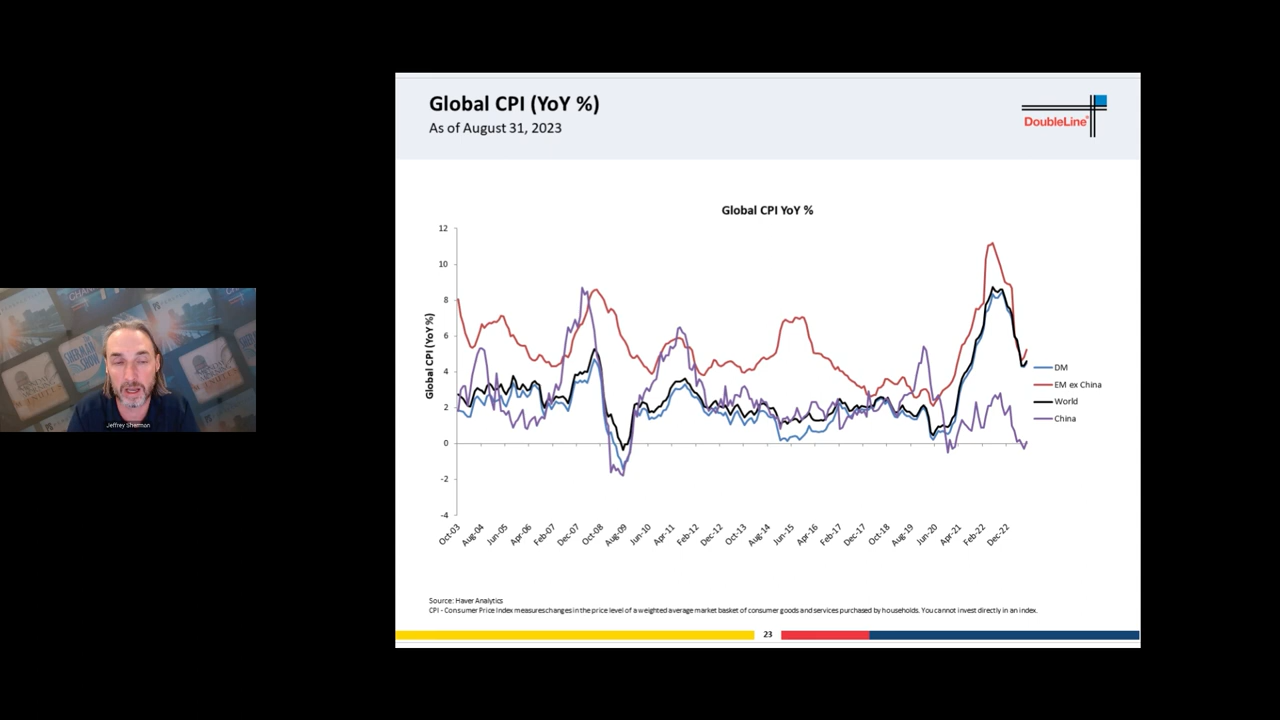 Global CPI (YoY %)
As of August 31, 2023
DoubleLine®
Global CPI YoY %
Global CPI (YoY %)
12
10
8
6
4
2
0
-2
-4
Oct-03 Aug-04 Jun-05 Apr-06 Feb-07 Dec-07 Oct-08 Aug-09 Jun-10 Apr-11 Feb-12 Dec-12 Oct-13 Aug-14 Jun-15 Apr-16 Feb-17 Dec-17 Oct-18 Aug-19 Jun-20 Apr-21 Feb-22 Dec-22
DM
EM ex China
World
China
Source: Haver Analytics
CPI - Consumer Price Index measureschanges in the price level of a weighted average market basket of consumer goods and services purchased by households. You cannot invest directly in an index.
23
THE
SHERMAN
SHOW
Jeffrey Sherman